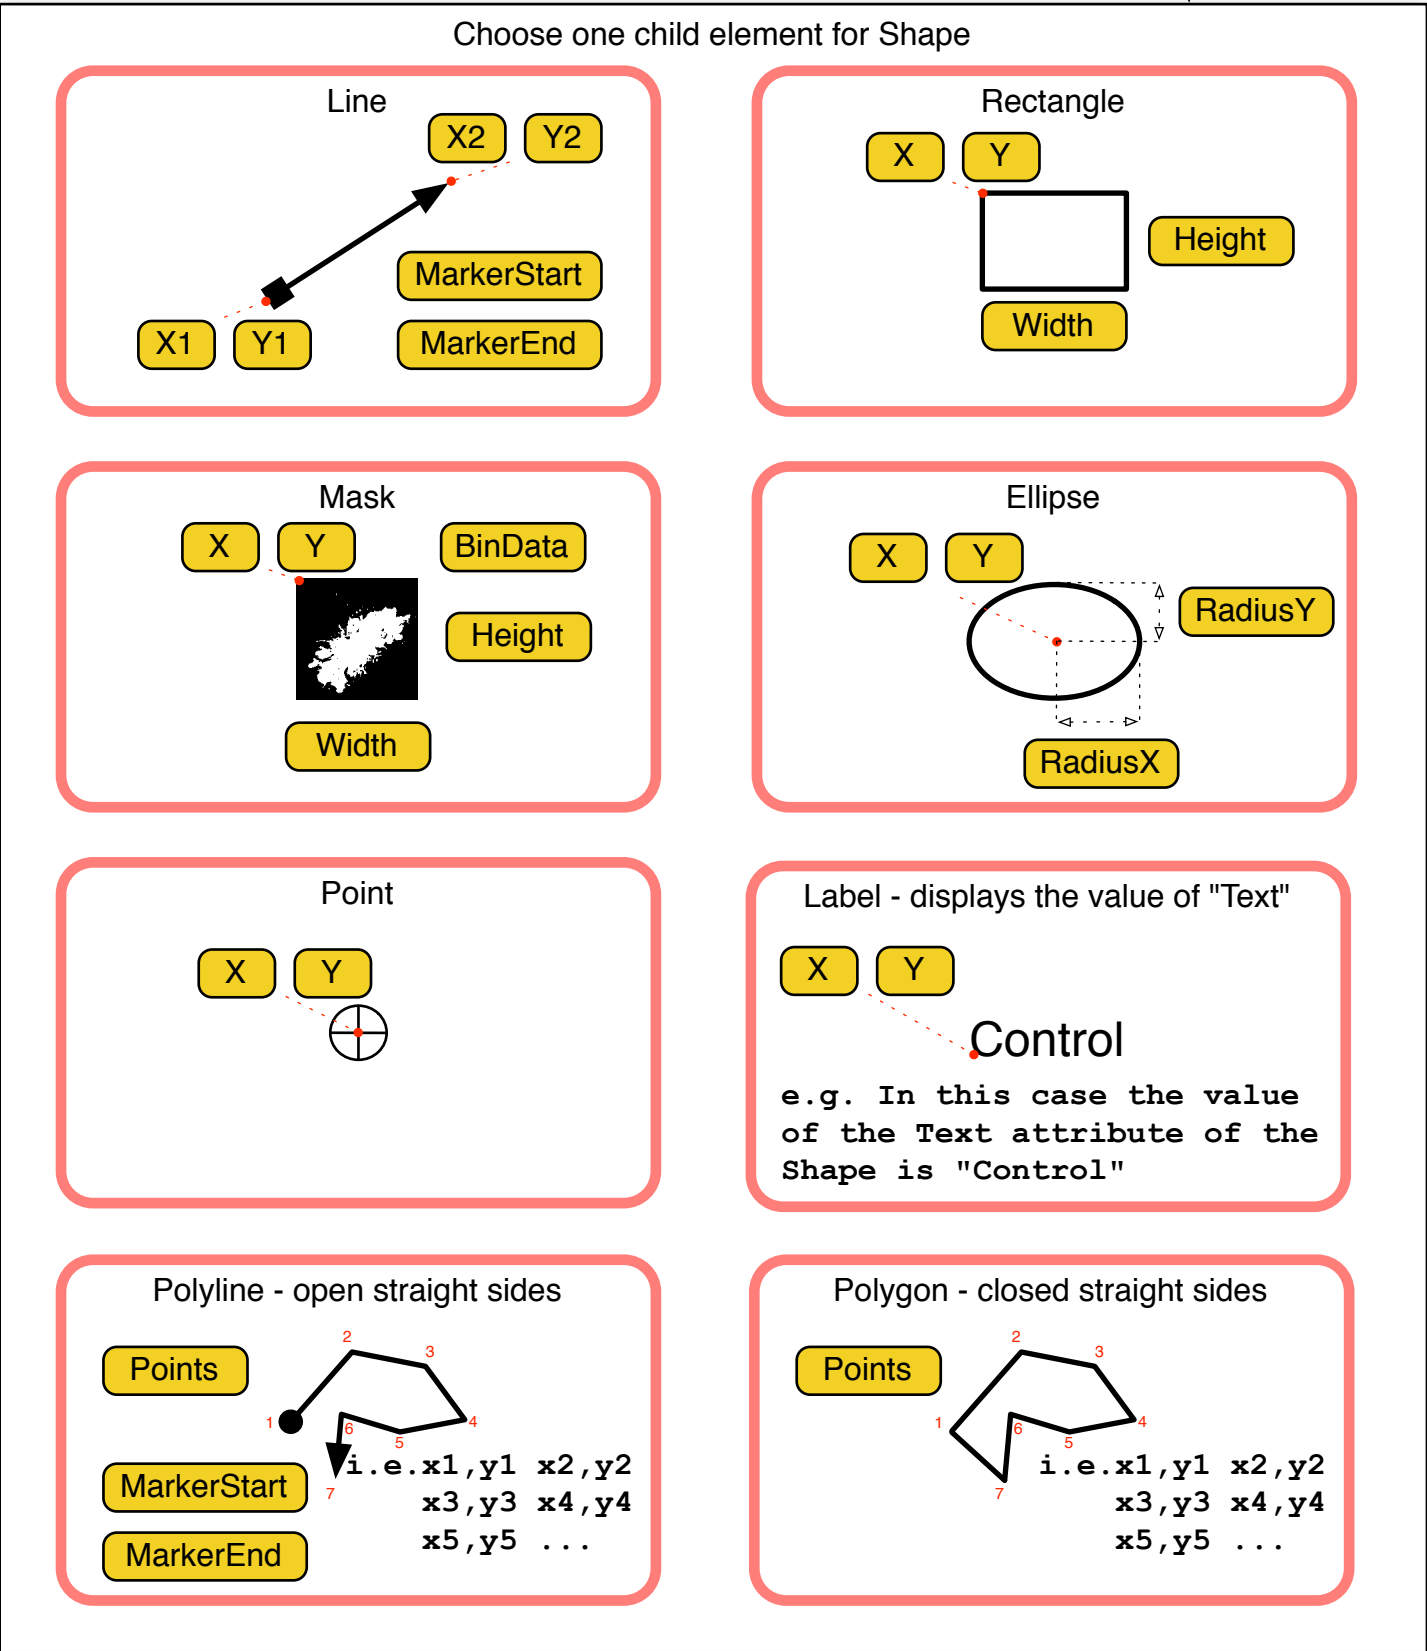 Choose one child element for Shape
Line
X2 Y2
MarkerStart
X1 Y1 MarkerEnd
Rectangle
X Y
Height
Width
Mask
X Y BinData
Height
Width
Ellipse
X Y
RadiusY
RadiusX
Point
X Y
Label - displays the value of "Text"
X Y
Control
e.g. In this case the value
of the Text attribute of the
Shape is "Control"
Polyline - open straight sides
2
3
Points
1
6
4
5
i.e.x1,y1 x2,y2
MarkerStart
7
x3,y3 x4,y4
x5,y5 ...
MarkerEnd
Polygon - closed straight sides
2
3
Points
1
6
4
5
i.e.x1,y1 x2,y2
7
x3,y3 x4,y4
x5,y5 ...